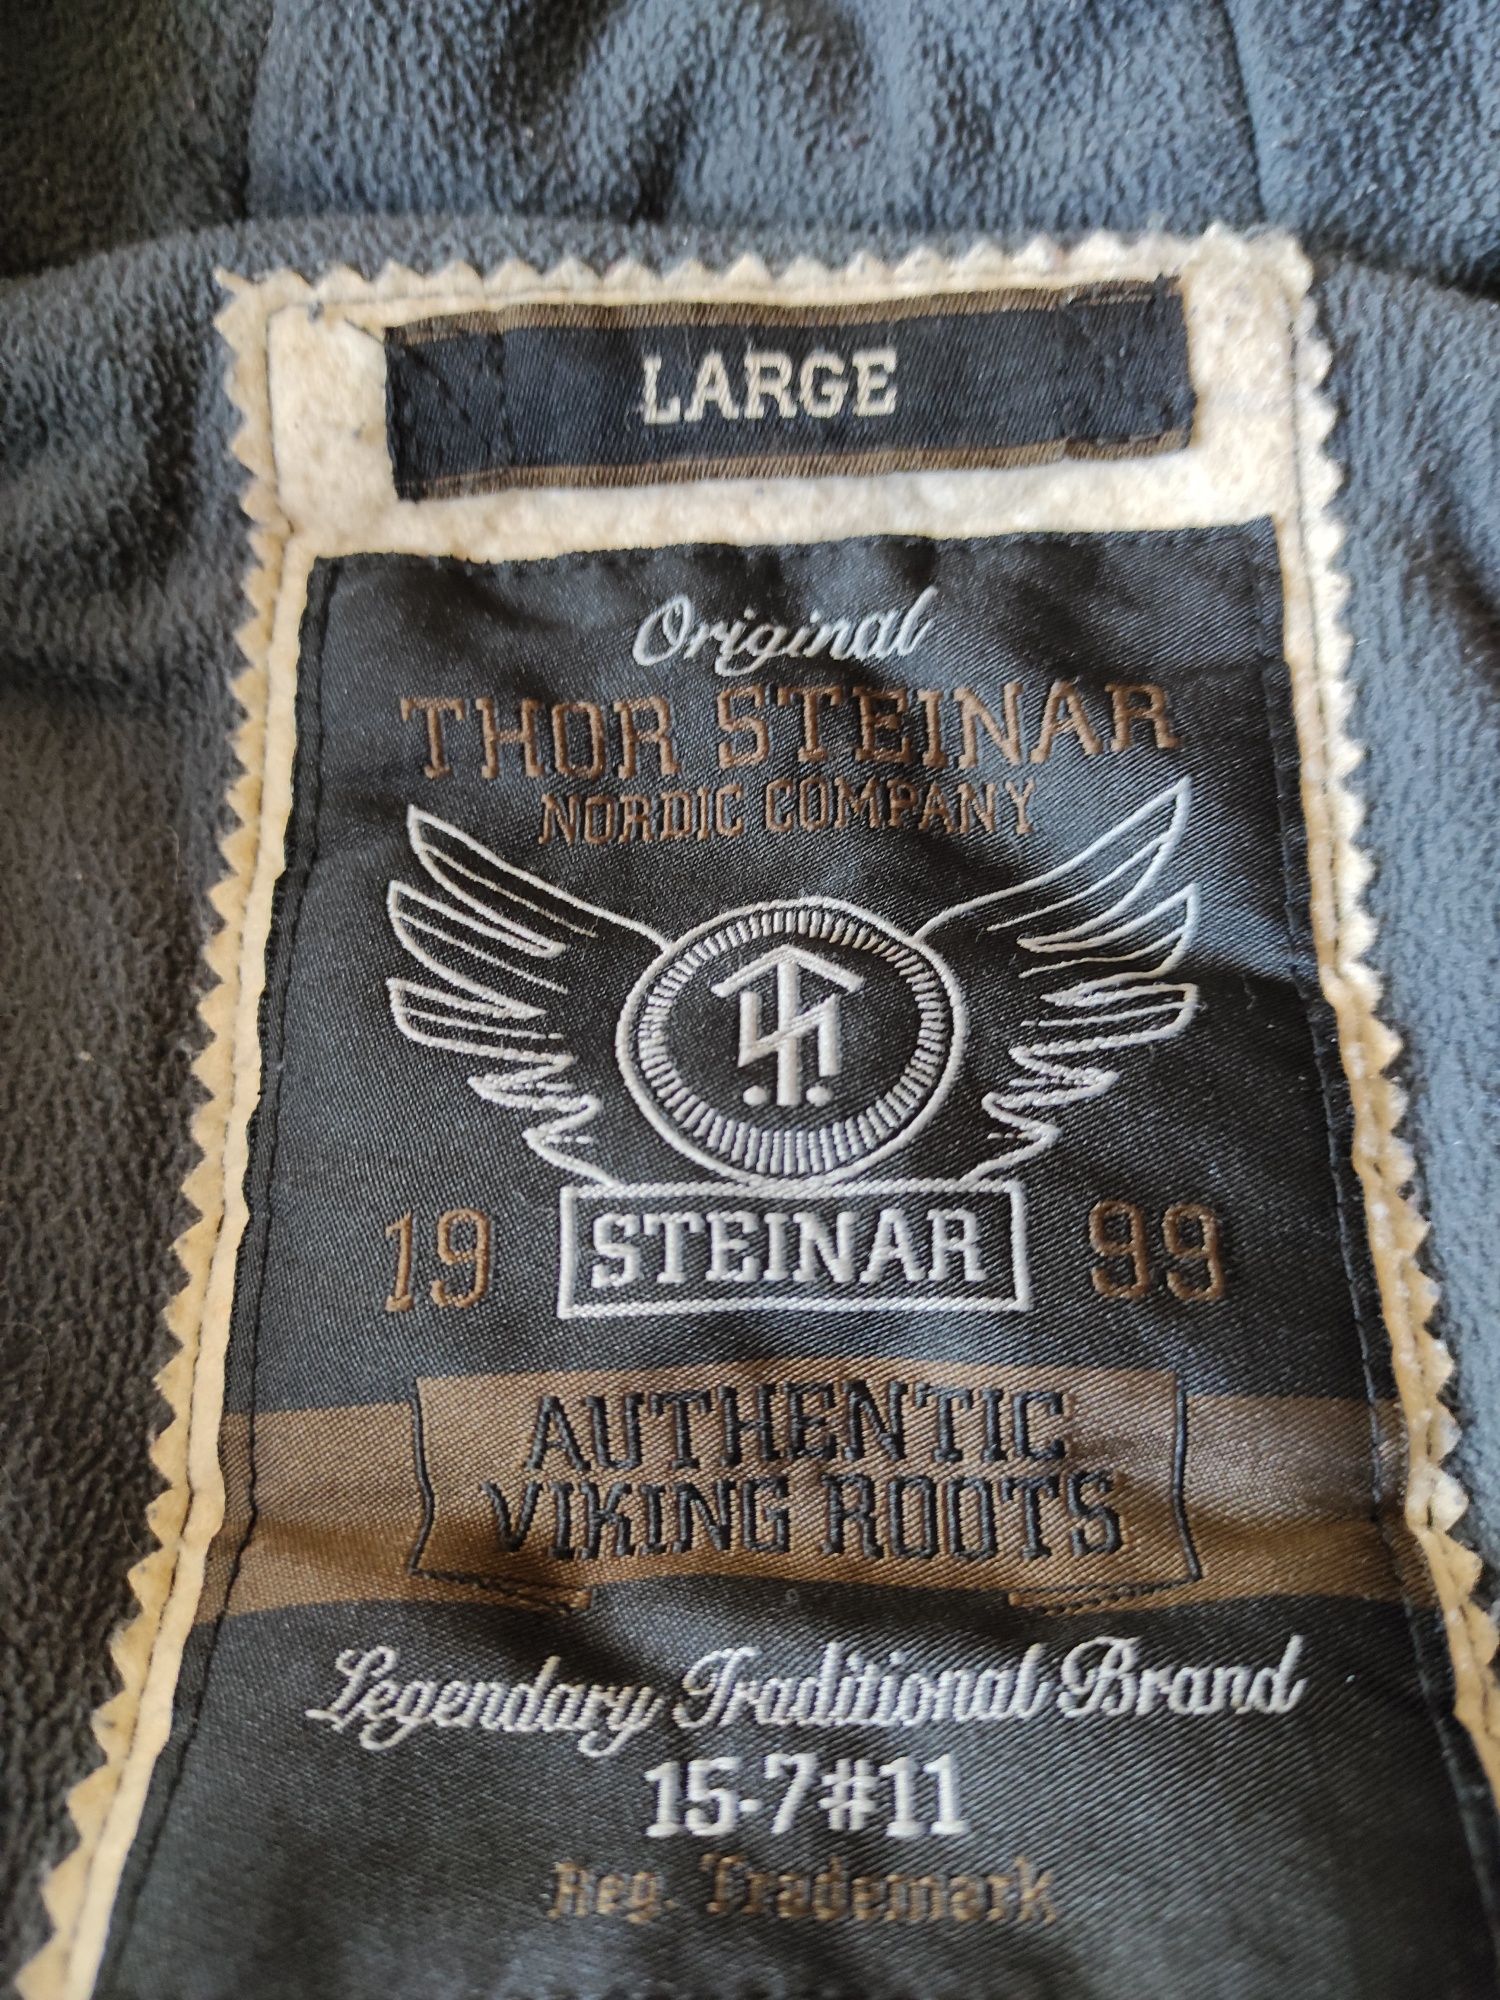 LARGE
Original
THOR STEINAR
NORDIC COMPANY
19 STEINAR 99
AUTHENTIC
VIKING ROOTS
Legendary Traditional Brand
15-7#11
Reg. Trademark